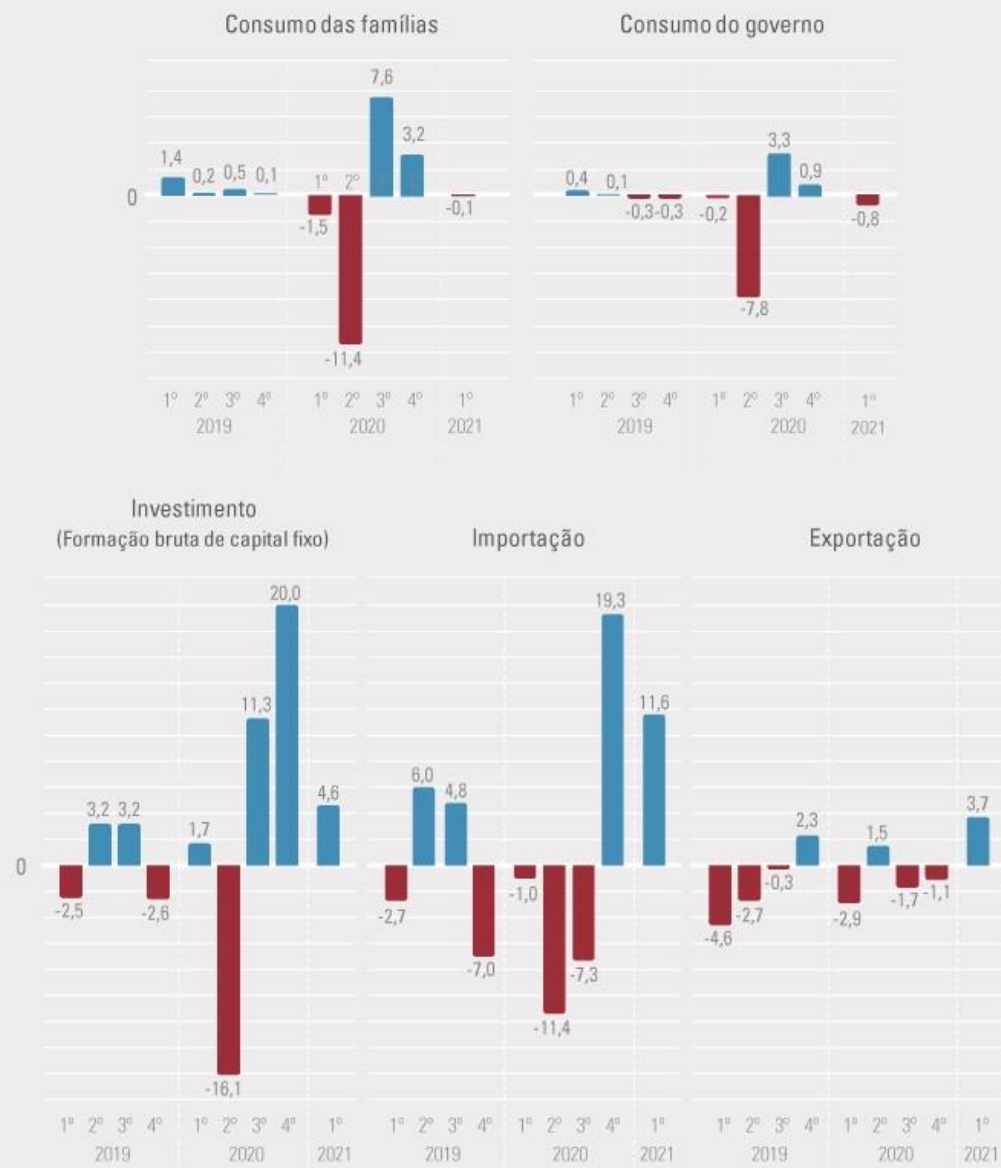 Consumo das famílias
1,4
0,2
0,5
0,1
7,6
3,2
0
1º 2º
-1,5
-11,4
-0,1
1º 2º 3º 4º 1º 2º 3º 4º 1º
2019 2020 2021
Consumo do governo
0,4
0,1
-0,3
-0,3
-0,2
-7,8
3,3
0,9
-0,8
1º 2º 3º 4º 1º 2º 3º 4º 1º
2019 2020 2021
Investimento
(Formação bruta de capital fixo)
0
-2,5
3,2
3,2
-2,6
1,7
-16,1
11,3
20,0
4,6
1º 2º 3º 4º 1º 2º 3º 4º 1º
2019 2020 2021
Importação
-2,7
6,0
4,8
-7,0
-1,0
-11,4
-7,3
19,3
11,6
1º 2º 3º 4º 1º 2º 3º 4º 1º
2019 2020 2021
Exportação
-4,6
-2,7
-0,3
2,3
-2,9
1,5
-1,7
-1,1
3,7
1º 2º 3º 4º 1º 2º 3º 4º 1º
2019 2020 2021